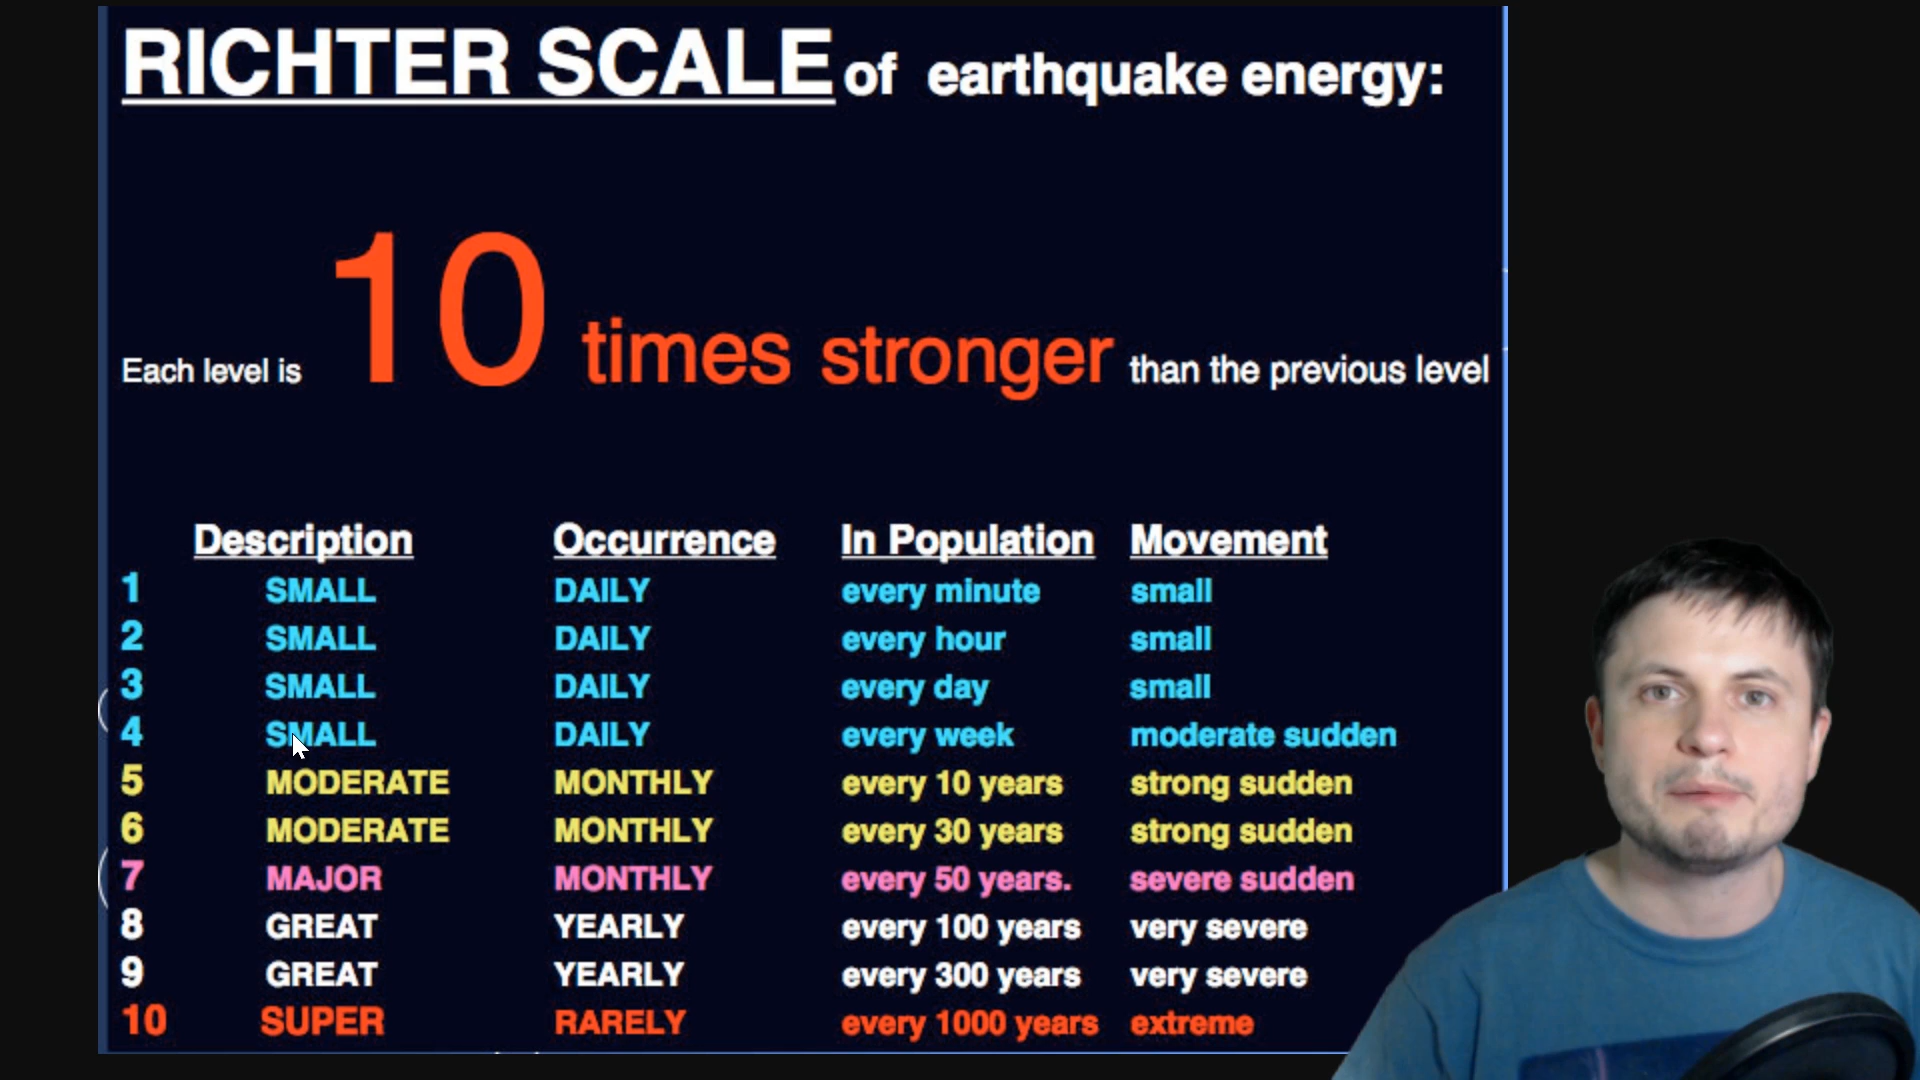 RICHTER SCALE of earthquake energy:
Each level is 10 times stronger than the previous level
Description Occurrence In Population Movement
1 SMALL DAILY every minute small
2 SMALL DAILY every hour small
3 SMALL DAILY every day small
4 SMALL DAILY every week moderate sudden
5 MODERATE MONTHLY every 10 years strong sudden
6 MODERATE MONTHLY every 30 years strong sudden
7 MAJOR MONTHLY every 50 years. severe sudden
8 GREAT YEARLY every 100 years very severe
9 GREAT YEARLY every 300 years very severe
10 SUPER RARELY every 1000 years extreme